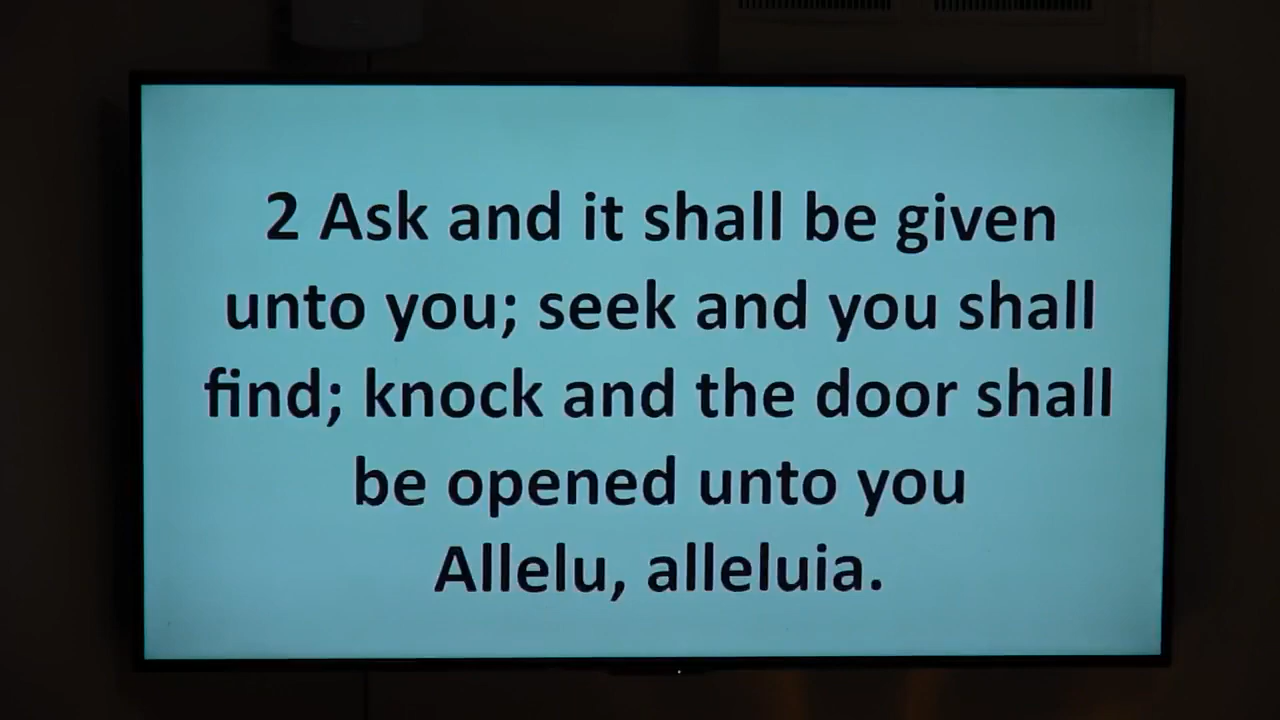 2 Ask and it shall be given
unto you; seek and you shall
find; knock and the door shall
be opened unto you
Allelu, alleluia.